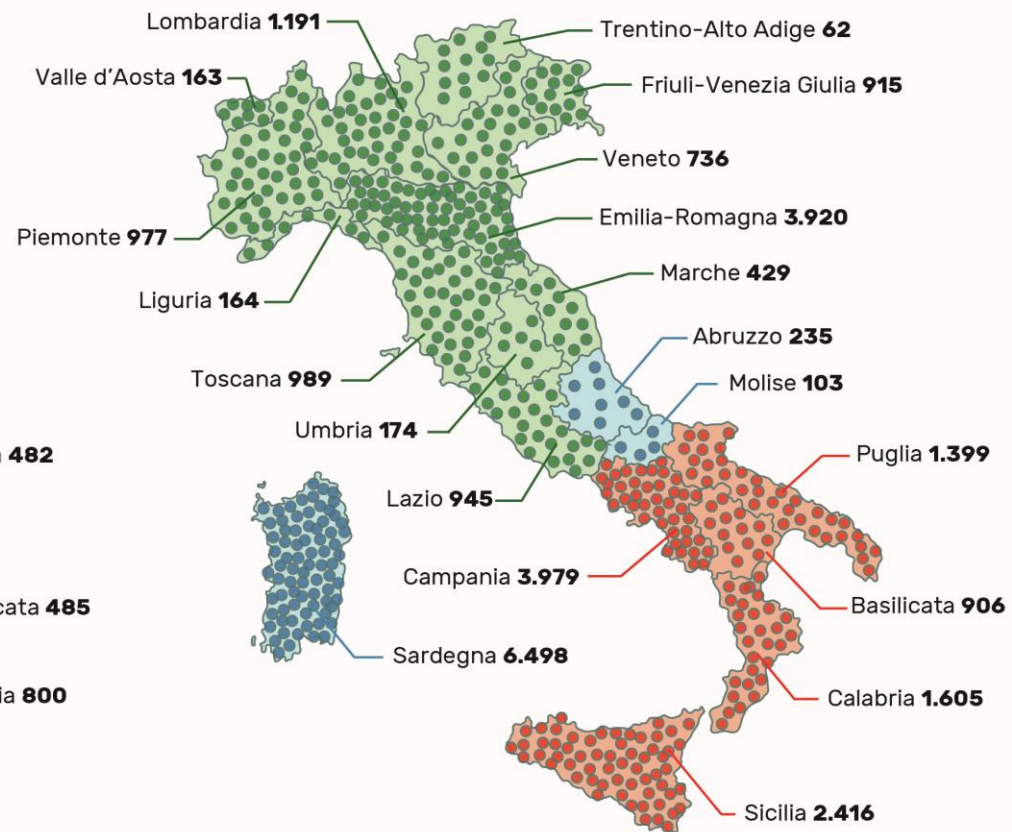 Lombardia 1.191
Trentino-Alto Adige 62
Valle d'Aosta 163
Friuli-Venezia Giulia 915
Veneto 736
Emilia-Romagna 3.920
Piemonte 977
Marche 429
Liguria 164
Abruzzo 235
Toscana 989
Molise 103
Umbria 174
482
Puglia 1.399
Lazio 945
Campania 3.979
cata 485
Basilicata 906
Sardegna 6.498
ia 800
Calabria 1.605
Sicilia 2.416